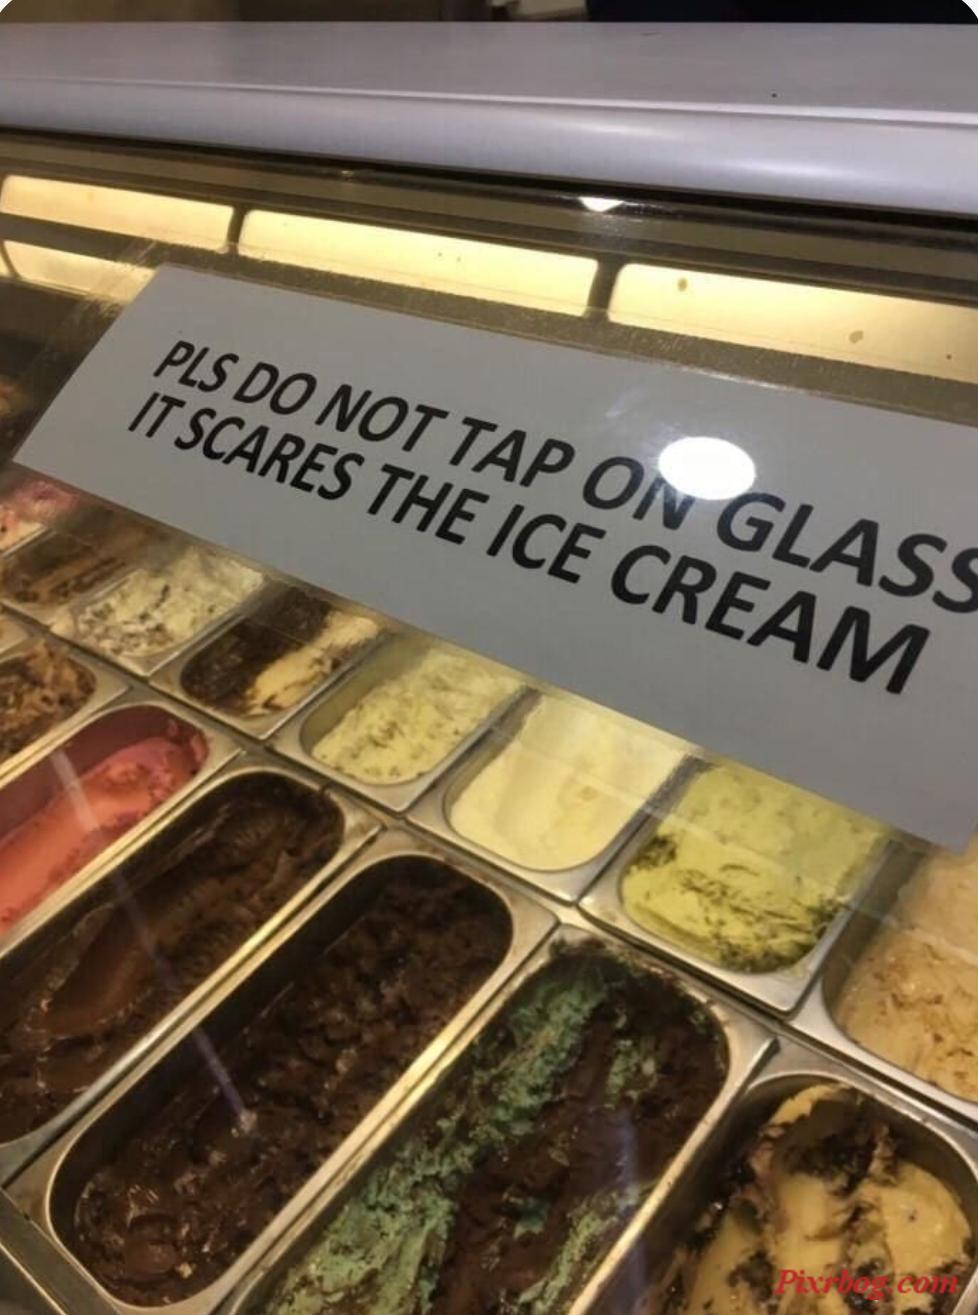 PLS DO NOT TAP ON GLASS
IT SCARES THE ICE CREAM
Pixrbog.com